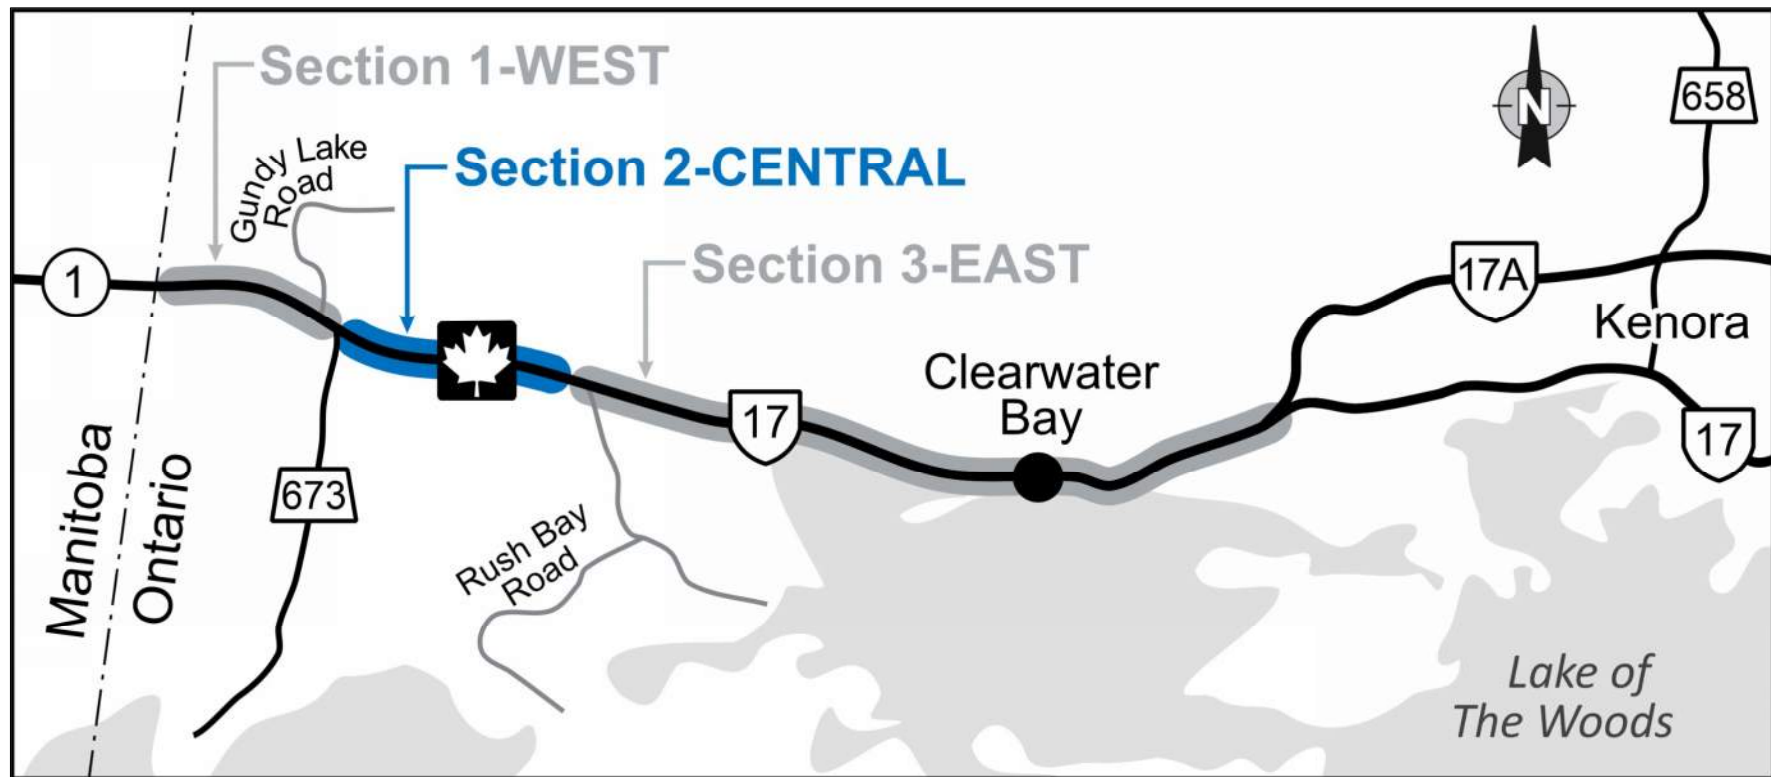 Section 1-WEST
N
658
Gundy Lake
Road
Section 2-CENTRAL
Section 3-EAST
1
17A
Kenora
Clearwater
Bay
17
17
673
Manitoba
Ontario
Rush Bay
Road
Lake of
The Woods